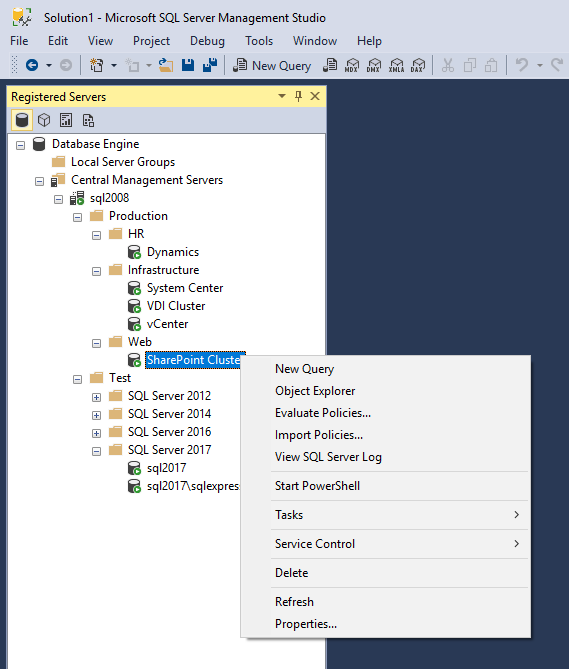 Solution1 - Microsoft SQL Server Management Studio
File Edit View Project Debug Tools Window Help
New Query MDX DMX XMLA DAX
Registered Servers
Database Engine
Local Server Groups
Central Management Servers
sql2008
Production
HR
Dynamics
Infrastructure
System Center
VDI Cluster
vCenter
Web
SharePoint Cluster
Test
SQL Server 2012
SQL Server 2014
SQL Server 2016
SQL Server 2017
sql2017
sql2017\sqlexpres
New Query
Object Explorer
Evaluate Policies...
Import Policies...
View SQL Server Log
Start PowerShell
Tasks
Service Control
Delete
Refresh
Properties...